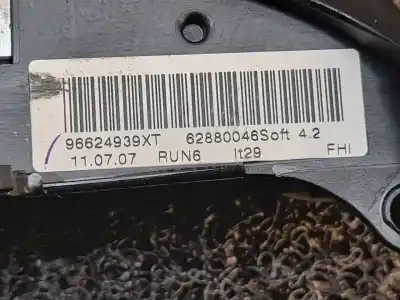 96624939XT 62880046Soft 4.2
11.07.07 RUN6 It29 FHI